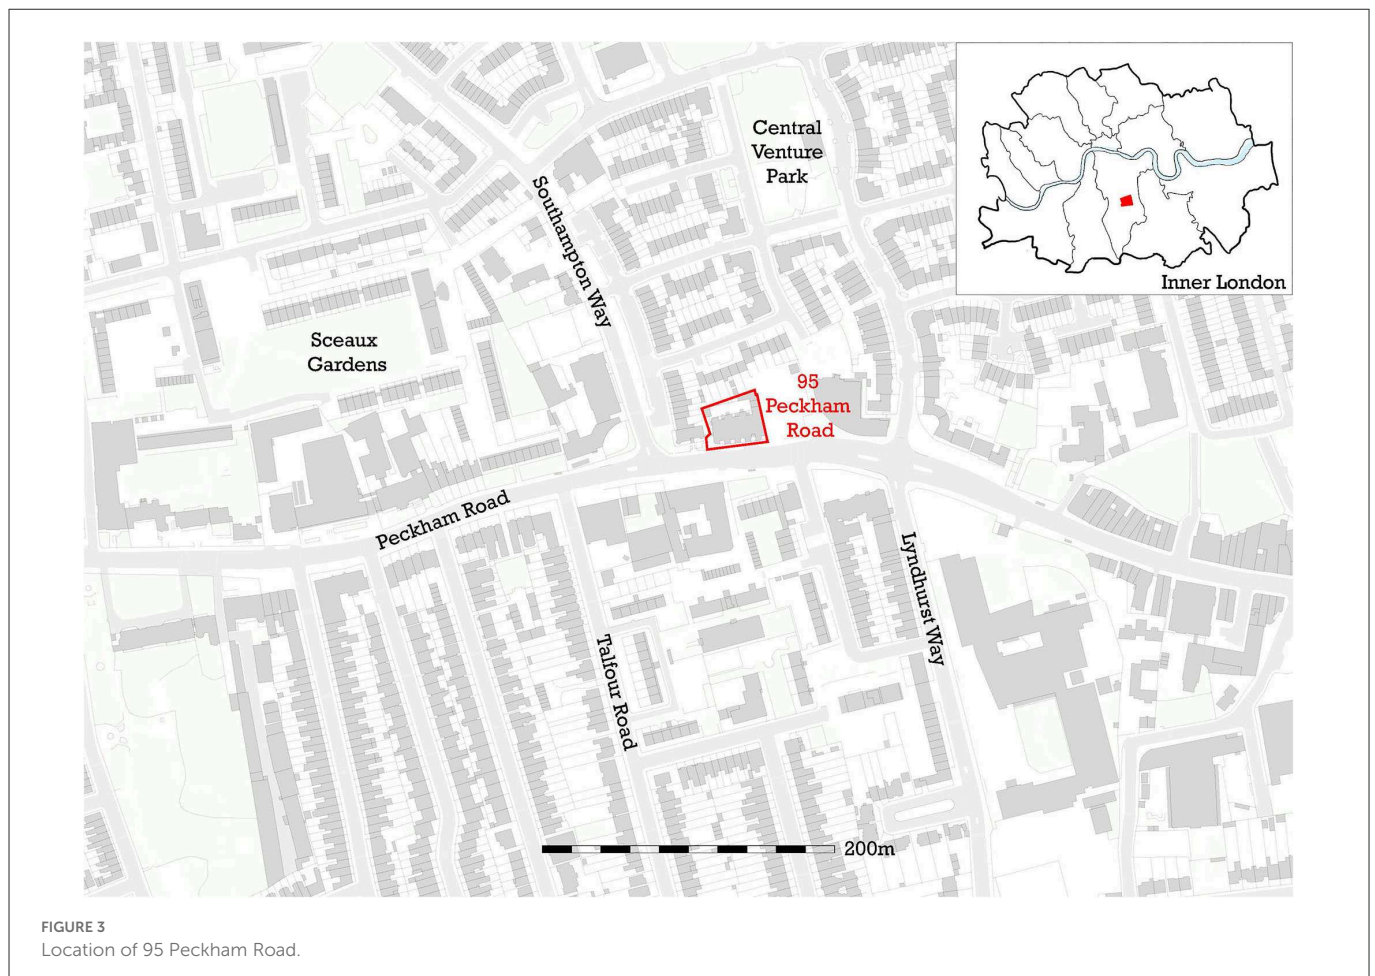 Central
Venture
Park
Inner London
Southampton Way
Sceaux
Gardens
95
Peckham
Road
Peckham Road
Lyndhurst Way
Talfour Road
200m
FIGURE 3
Location of 95 Peckham Road.